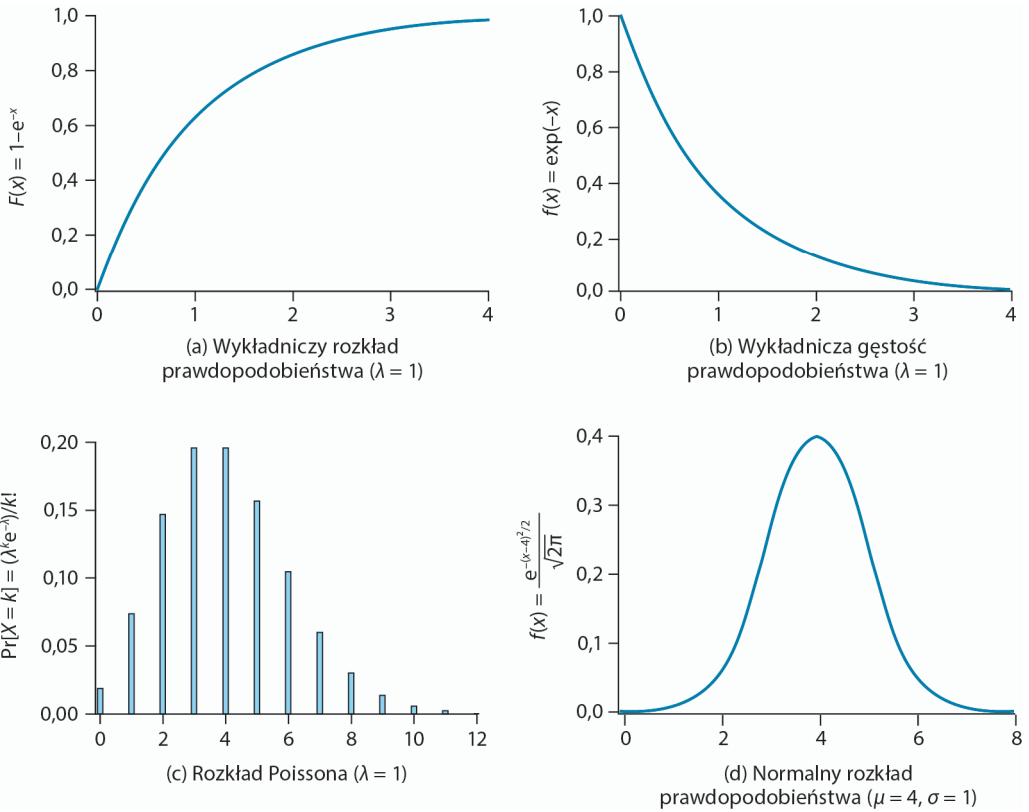 1,0
0,8
0,6
0,4
0,2
0,0
F(x) = 1–e⁻ˣ
0 1 2 3 4
(a) Wykładniczy rozkład
prawdopodobieństwa (λ = 1)
1,0
0,8
0,6
0,4
0,2
0,0
f(x) = exp(–x)
0 1 2 3 4
(b) Wykładnicza gęstość
prawdopodobieństwa (λ = 1)
0,20
0,15
0,10
0,05
0,00
Pr[X = k] = (λᵏe⁻λ)/k!
0 2 4 6 8 10 12
(c) Rozkład Poissona (λ = 1)
0,4
0,3
0,2
0,1
0,0
f(x) = e^–(x–4)²/2 / √2π
0 2 4 6 8
(d) Normalny rozkład
prawdopodobieństwa (μ = 4, σ = 1)